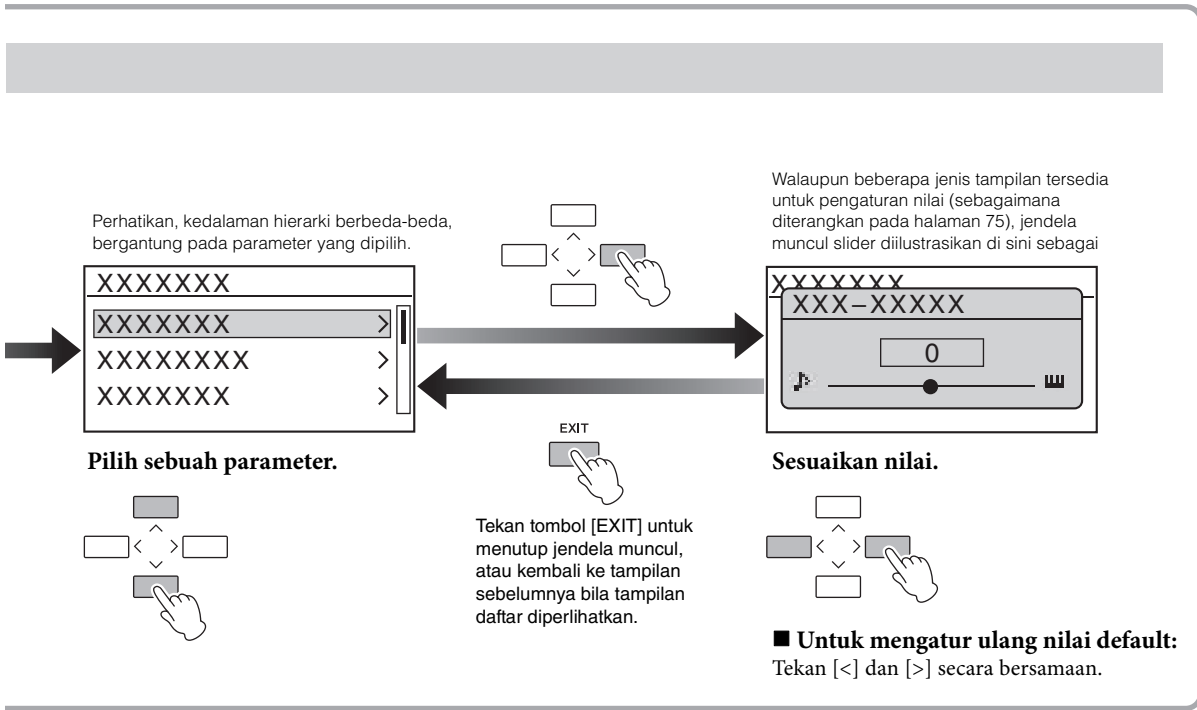 Perhatikan, kedalaman hierarki berbeda-beda,
bergantung pada parameter yang dipilih.
XXXXXXX
XXXXXXX >
XXXXXXXX >
XXXXXXX >
Pilih sebuah parameter.
< >
< >
EXIT
Tekan tombol [EXIT] untuk
menutup jendela muncul,
atau kembali ke tampilan
sebelumnya bila tampilan
daftar diperlihatkan.
Walaupun beberapa jenis tampilan tersedia
untuk pengaturan nilai (sebagaimana
diterangkan pada halaman 75), jendela
muncul slider diilustrasikan di sini sebagai
XXXXXXX
XXX–XXXXX
0
Sesuaikan nilai.
< >
■ Untuk mengatur ulang nilai default:
Tekan [<] dan [>] secara bersamaan.